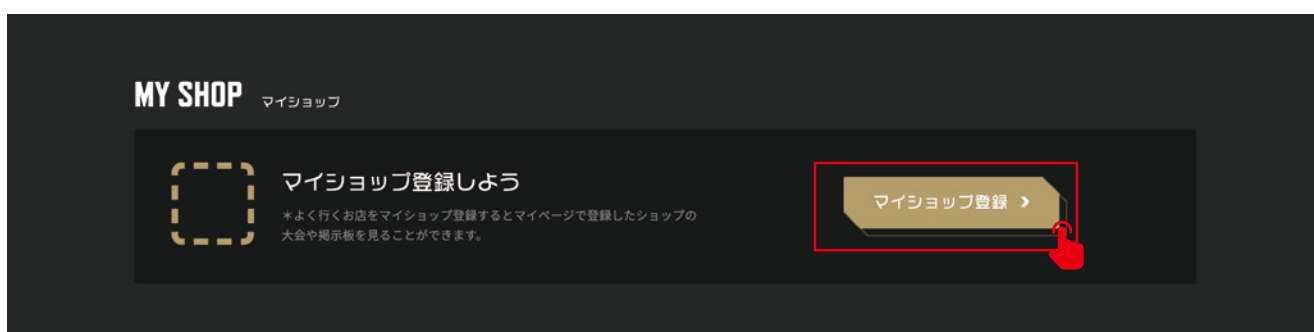 MY SHOP マイショップ
マイショップ登録しよう
＊よく行くお店をマイショップ登録するとマイページで登録したショップの
大会や掲示板を見ることができます。
マイショップ登録 >